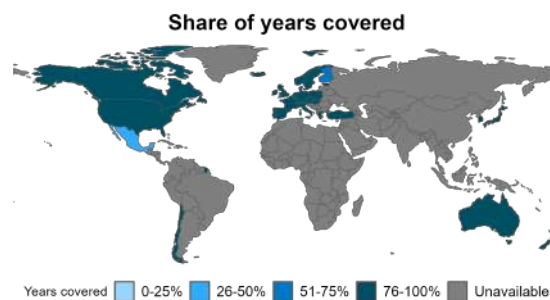 Share of years covered
Years covered 0-25% 26-50% 51-75% 76-100% Unavailable